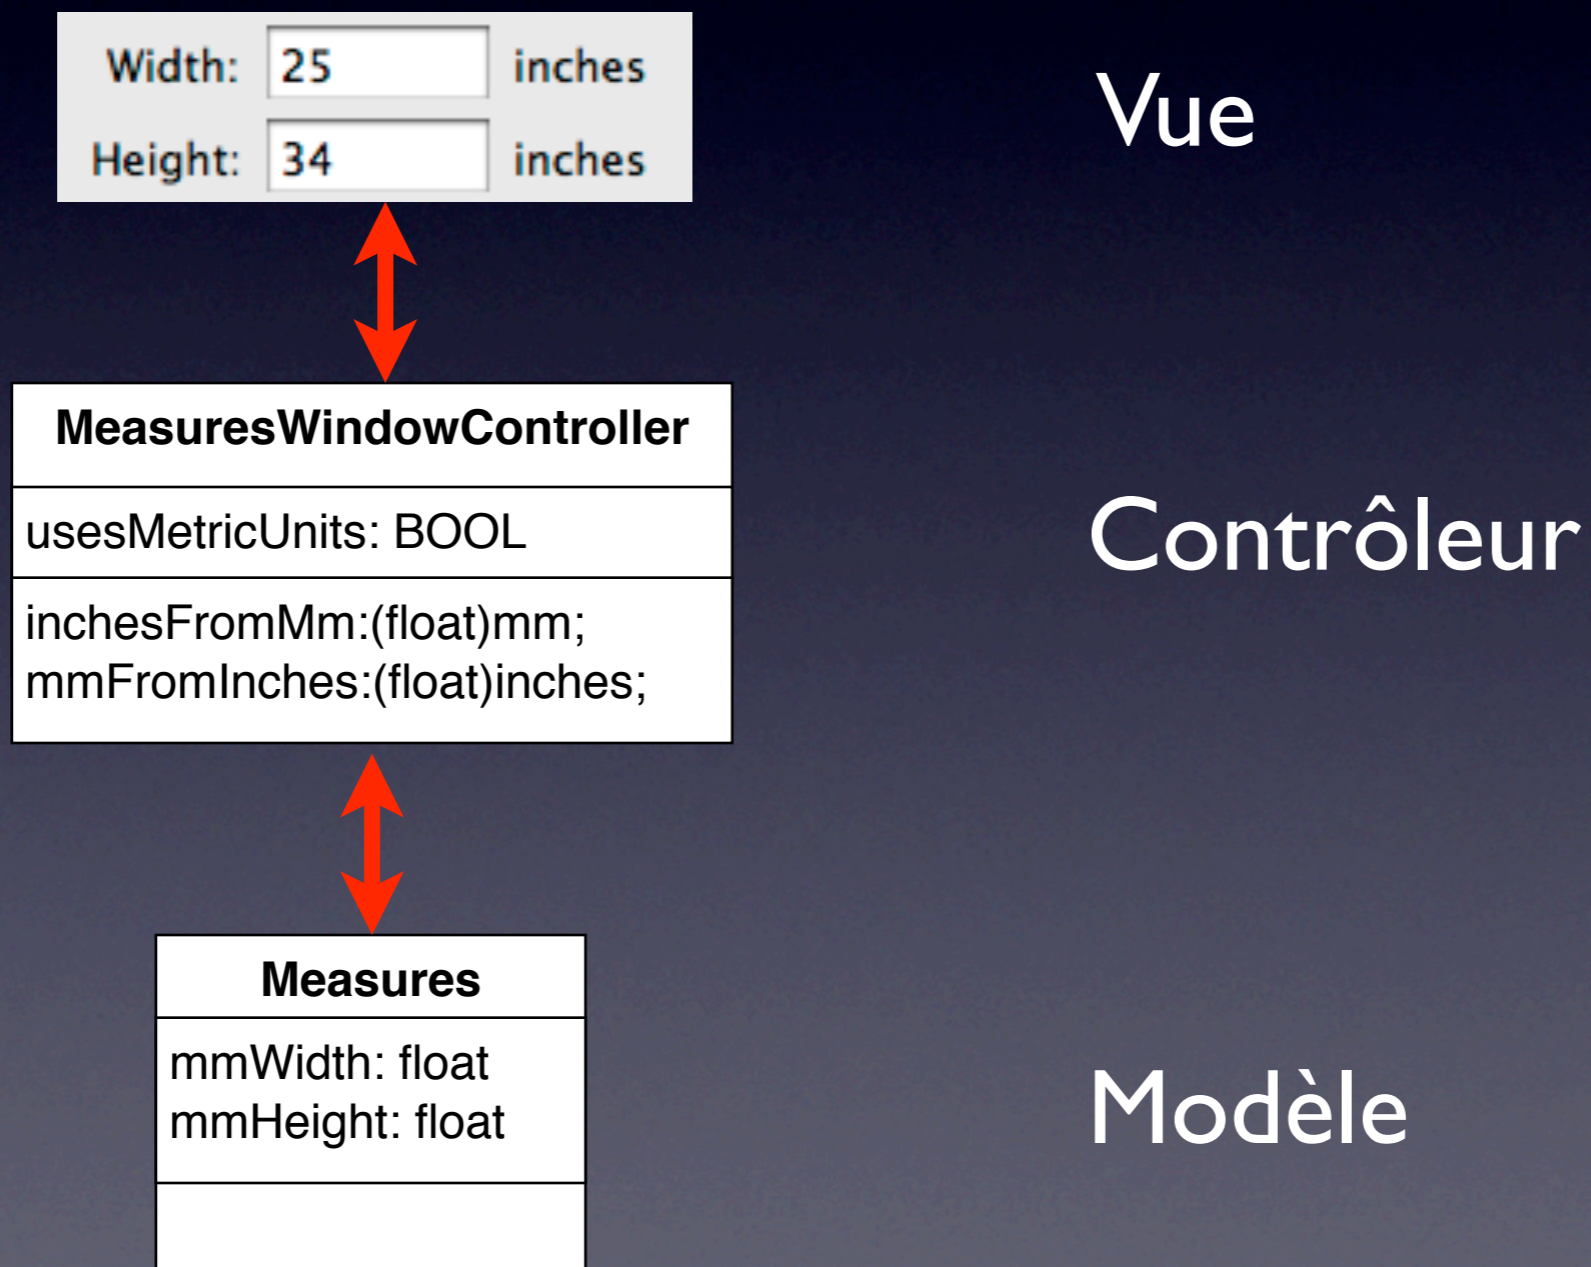 Width: 25 inches
Height: 34 inches
Vue
MeasuresWindowController
usesMetricUnits: BOOL
inchesFromMm:(float)mm;
mmFromInches:(float)inches;
Contrôleur
Measures
mmWidth: float
mmHeight: float
Modèle